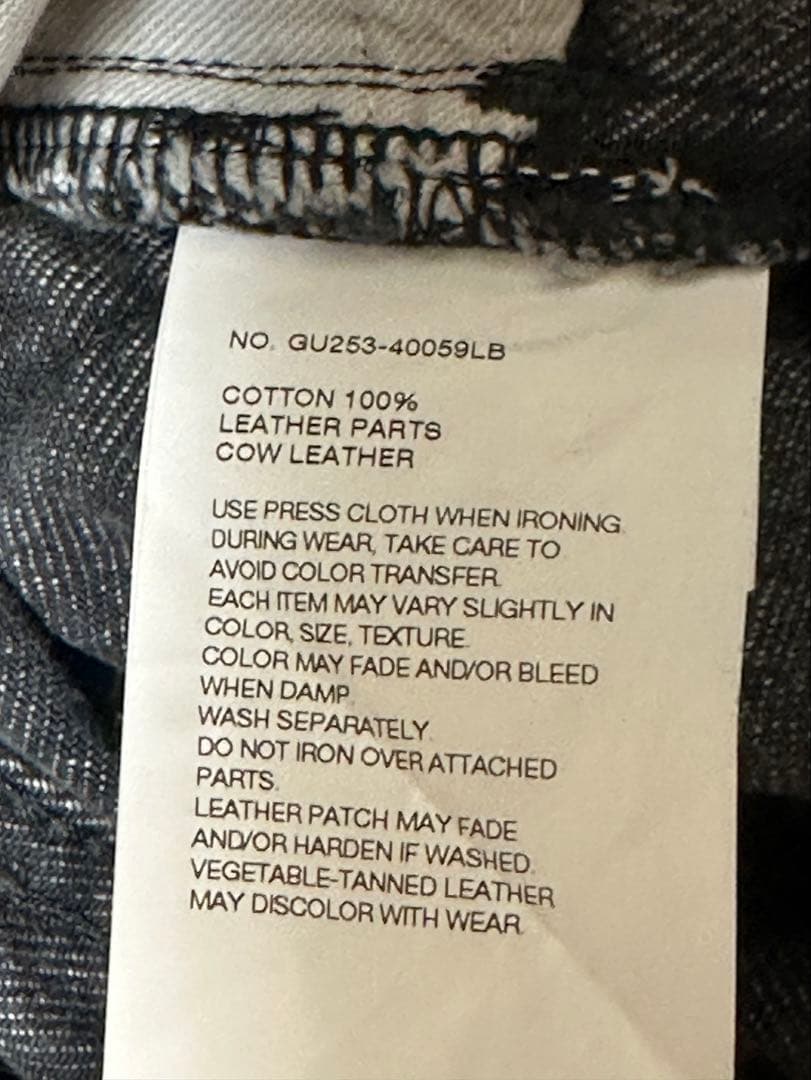 NO. GU253-40059LB
COTTON 100%
LEATHER PARTS
COW LEATHER
USE PRESS CLOTH WHEN IRONING.
DURING WEAR, TAKE CARE TO
AVOID COLOR TRANSFER.
EACH ITEM MAY VARY SLIGHTLY IN
COLOR, SIZE, TEXTURE.
COLOR MAY FADE AND/OR BLEED
WHEN DAMP.
WASH SEPARATELY.
DO NOT IRON OVER ATTACHED
PARTS.
LEATHER PATCH MAY FADE
AND/OR HARDEN IF WASHED.
VEGETABLE-TANNED LEATHER
MAY DISCOLOR WITH WEAR.